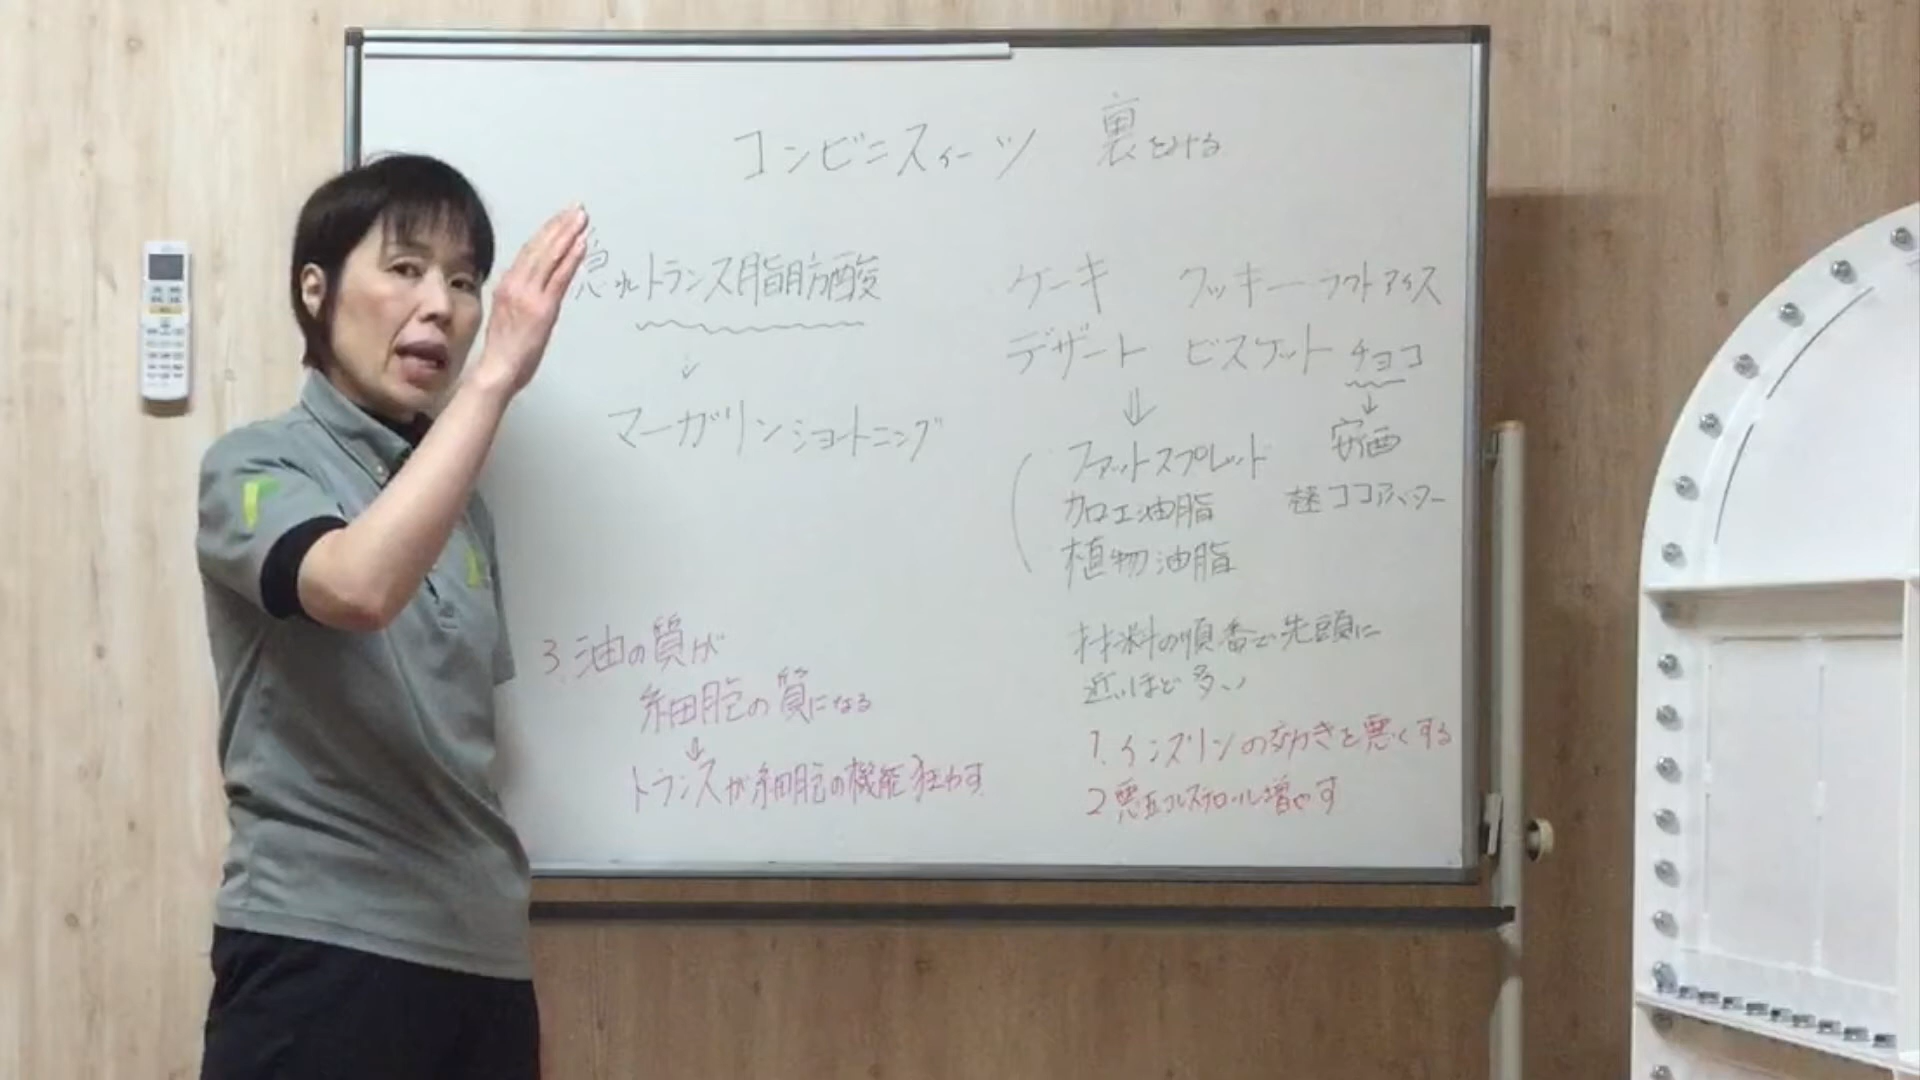 コンビニスィーツ 裏をみる
隠れトランス脂肪酸
マーガリン ショートニング
ケーキ クッキー ラクトアイス
デザート ビスケット チョコ
安価
ファットスプレッド
加工油脂
ココアバター
植物油脂
材料の順番で先頭に
近いほど多い
1.インスリンの効きを悪くする
2 悪玉コレステロール増やす
3.油の質が
細胞の質になる
トランスが細胞の機能狂わす